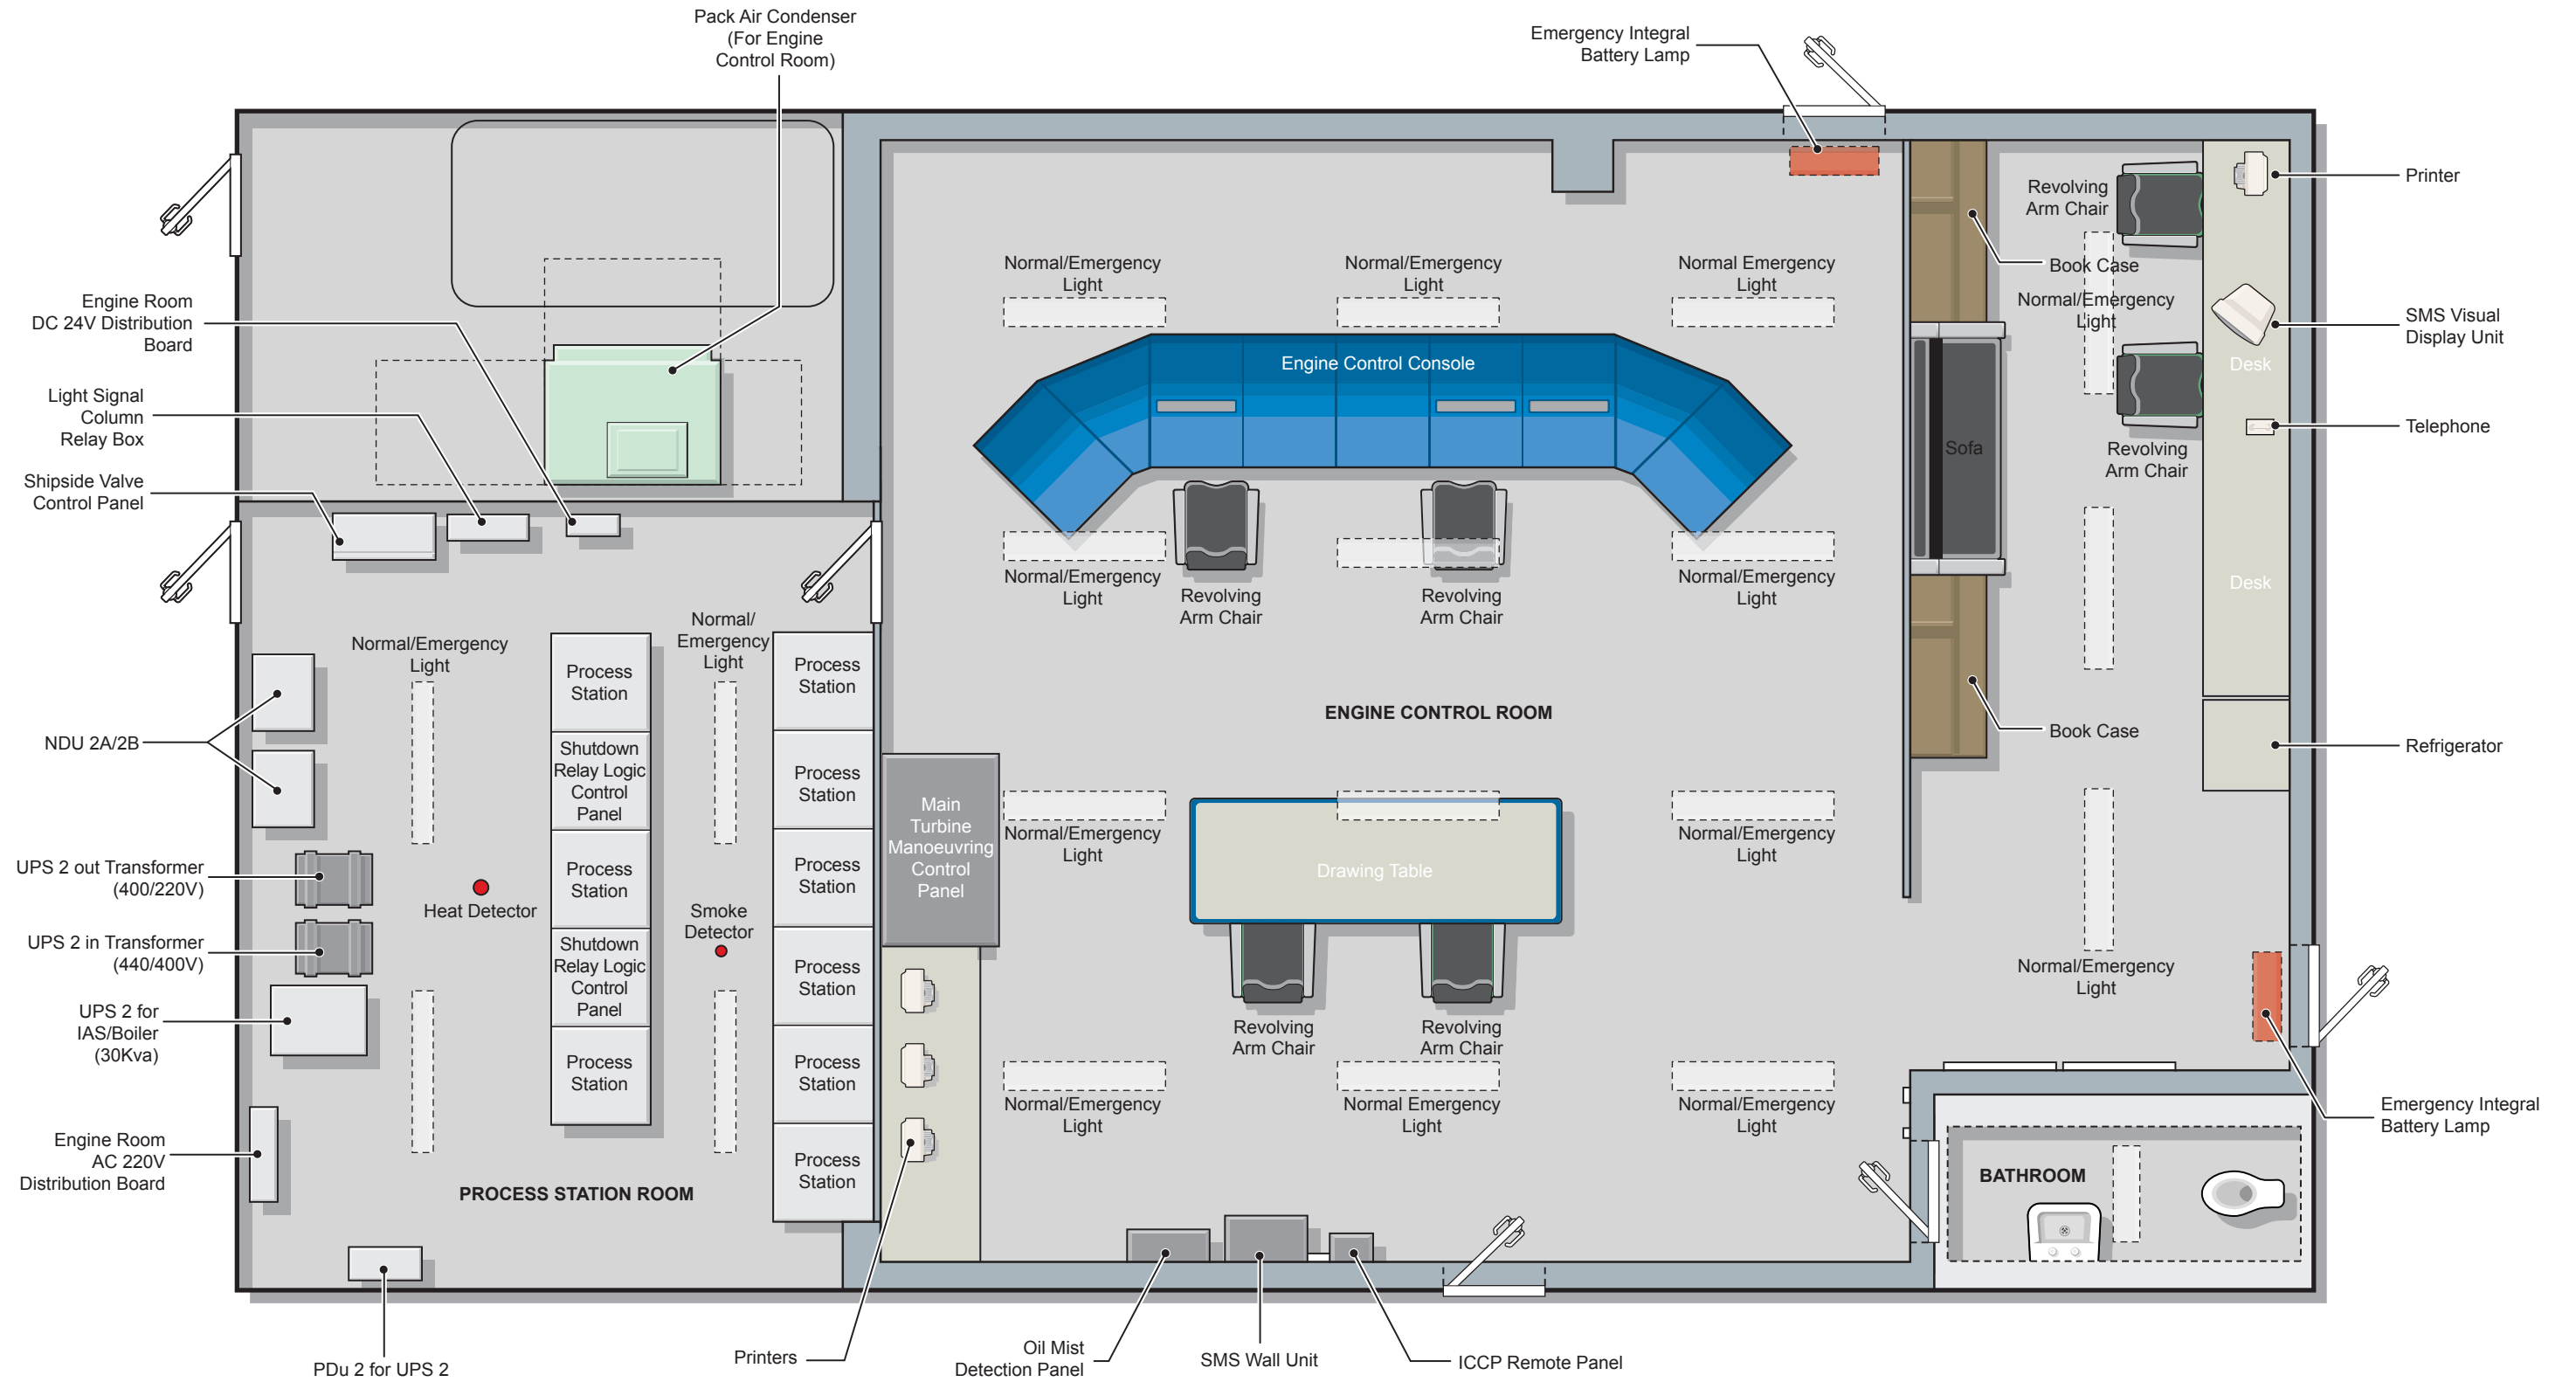 Pack Air Condenser
(For Engine
Control Room)
Emergency Integral
Battery Lamp
Printer
Revolving
Arm Chair
Book Case
Normal/Emergency
Light
SMS Visual
Display Unit
Desk
Telephone
Revolving
Arm Chair
Desk
Sofa
Engine Room
DC 24V Distribution
Board
Light Signal
Column
Relay Box
Shipside Valve
Control Panel
Normal/Emergency
Light
Normal/Emergency
Light
Normal Emergency
Light
Engine Control Console
Normal/Emergency
Light
Revolving
Arm Chair
Revolving
Arm Chair
Normal/Emergency
Light
Normal/Emergency
Light
Normal/
Emergency
Light
Process
Station
Shutdown
Relay Logic
Control
Panel
Process
Station
Shutdown
Relay Logic
Control
Panel
Process
Station
Process
Station
Process
Station
Process
Station
Process
Station
Process
Station
Process
Station
NDU 2A/2B
UPS 2 out Transformer
(400/220V)
UPS 2 in Transformer
(440/400V)
UPS 2 for
IAS/Boiler
(30Kva)
Engine Room
AC 220V
Distribution Board
Heat Detector
Smoke
Detector
PROCESS STATION ROOM
PDu 2 for UPS 2
ENGINE CONTROL ROOM
Book Case
Refrigerator
Main
Turbine
Manoeuvring
Control
Panel
Normal/Emergency
Light
Drawing Table
Normal/Emergency
Light
Revolving
Arm Chair
Revolving
Arm Chair
Normal/Emergency
Light
Normal/Emergency
Light
Normal Emergency
Light
Normal/Emergency
Light
Emergency Integral
Battery Lamp
BATHROOM
Printers
Oil Mist
Detection Panel
SMS Wall Unit
ICCP Remote Panel